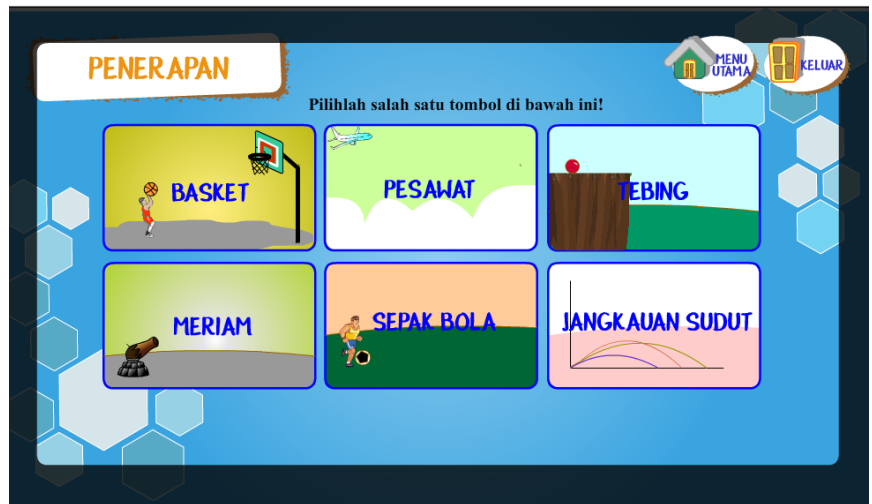 PENERAPAN
MENU
UTAMA
KELUAR
Pilihlah salah satu tombol di bawah ini!
BASKET
PESAWAT
TEBING
MERIAM
SEPAK BOLA
JANGKAUAN SUDUT